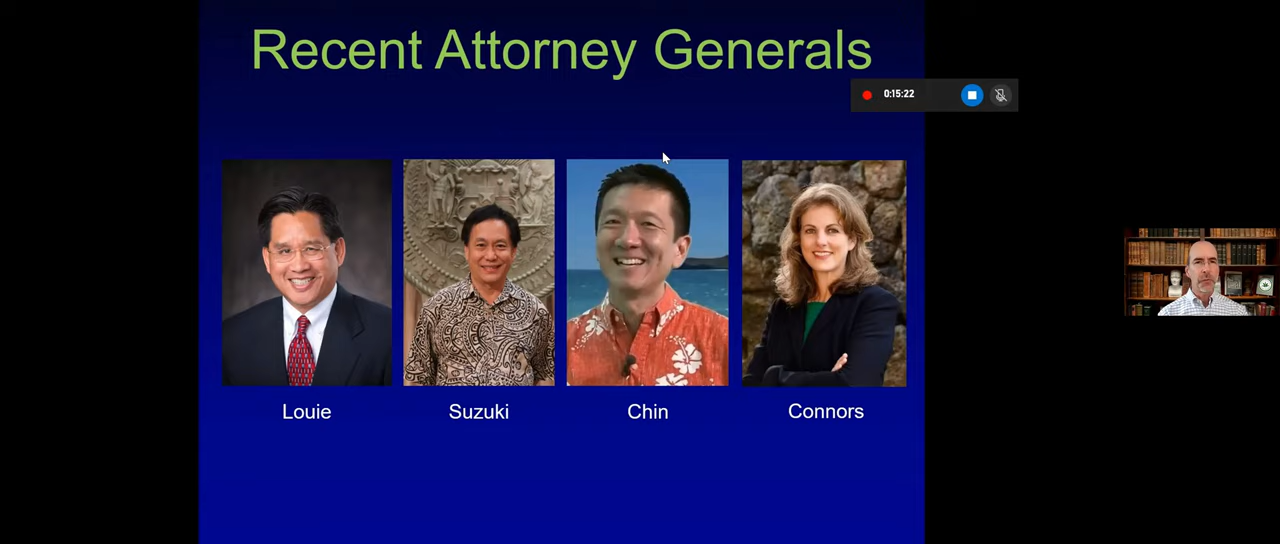 Recent Attorney Generals
0:15:22
Louie
Suzuki
Chin
Connors